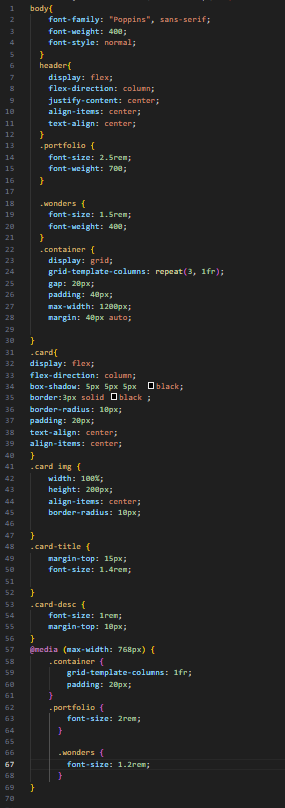 1 body{
2 font-family: "Poppins", sans-serif;
3 font-weight: 400;
4 font-style: normal;
5 }
6 header{
7 display: flex;
8 flex-direction: column;
9 justify-content: center;
10 align-items: center;
11 text-align: center;
12 }
13 .portfolio {
14 font-size: 2.5rem;
15 font-weight: 700;
16 }
17
18 .wonders {
19 font-size: 1.5rem;
20 font-weight: 400;
21 }
22 .container {
23 display: grid;
24 grid-template-columns: repeat(3, 1fr);
25 gap: 20px;
26 padding: 40px;
27 max-width: 1200px;
28 margin: 40px auto;
29
30 }
31 .card{
32 display: flex;
33 flex-direction: column;
34 box-shadow: 5px 5px 5px black;
35 border:3px solid black ;
36 border-radius: 10px;
37 padding: 20px;
38 text-align: center;
39 align-items: center;
40 }
41 .card img {
42 width: 100%;
43 height: 200px;
44 align-items: center;
45 border-radius: 10px;
46
47 }
48 .card-title {
49 margin-top: 15px;
50 font-size: 1.4rem;
51
52 }
53 .card-desc {
54 font-size: 1rem;
55 margin-top: 10px;
56 }
57 @media (max-width: 768px) {
58 .container {
59 grid-template-columns: 1fr;
60 padding: 20px;
61 }
62 .portfolio {
63 font-size: 2rem;
64 }
65
66 .wonders {
67 font-size: 1.2rem;
68 }
69 }
70